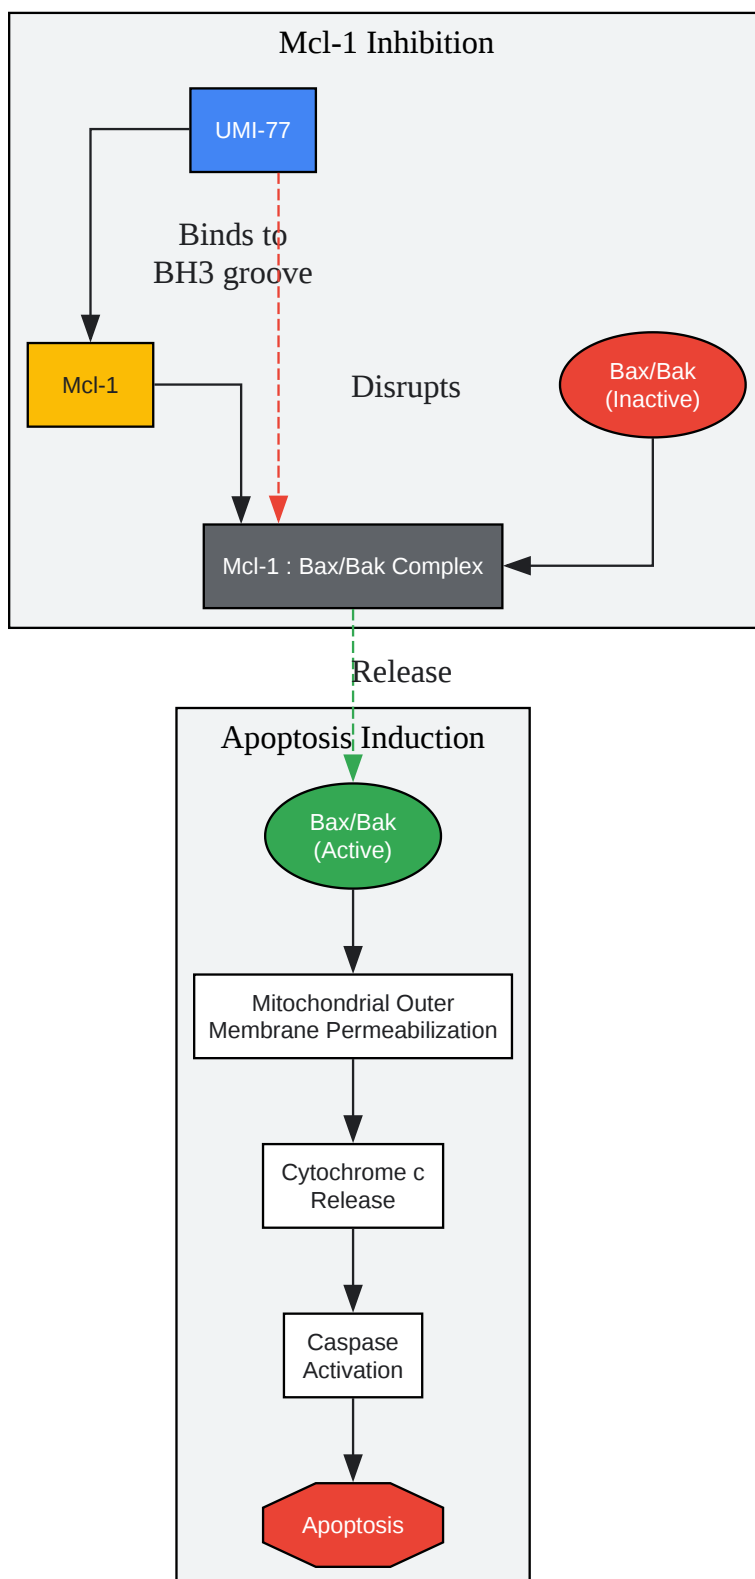 Mcl-1 Inhibition
UMI-77
Binds to
BH3 groove
Mcl-1
Disrupts
Bax/Bak
(Inactive)
Mcl-1 : Bax/Bak Complex
Release
Apoptosis Induction
Bax/Bak
(Active)
Mitochondrial Outer
Membrane Permeabilization
Cytochrome c
Release
Caspase
Activation
Apoptosis